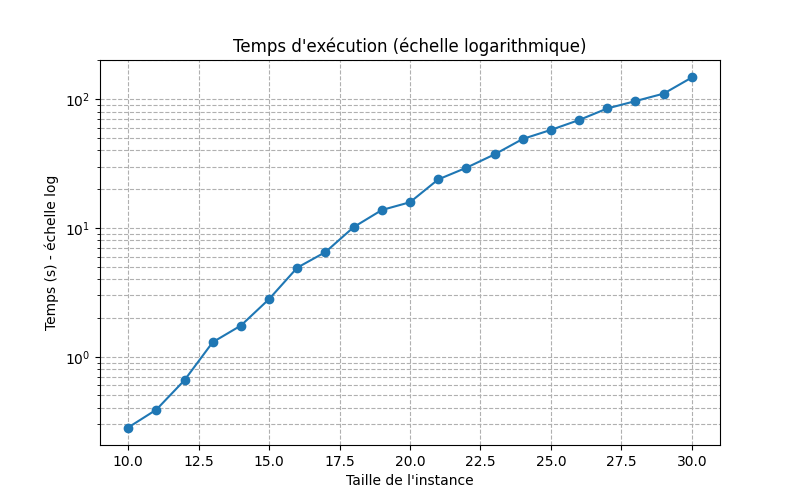 Temps d'exécution (échelle logarithmique)
Temps (s) - échelle log
10²
10¹
10⁰
10.0 12.5 15.0 17.5 20.0 22.5 25.0 27.5 30.0
Taille de l'instance